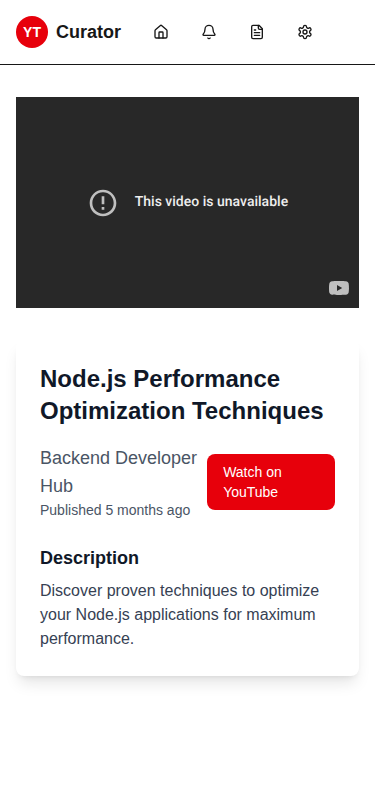 YT Curator
This video is unavailable
Node.js Performance
Optimization Techniques
Backend Developer
Hub
Published 5 months ago
Watch on
YouTube
Description
Discover proven techniques to optimize
your Node.js applications for maximum
performance.